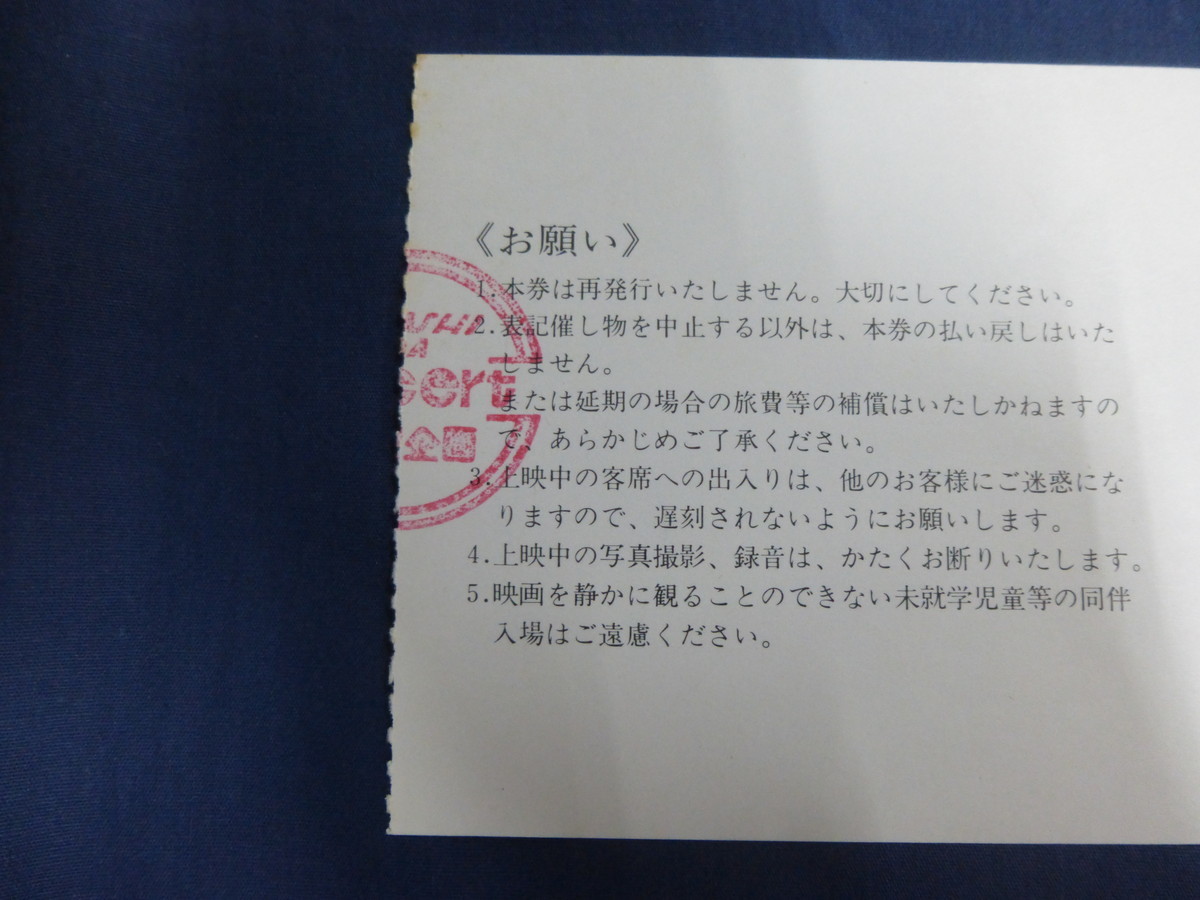 《お願い》
1.本券は再発行いたしません。大切にしてください。
2.表記催し物を中止する以外は、本券の払い戻しはいた
しません。
または延期の場合の旅費等の補償はいたしかねますの
で、あらかじめご了承ください。
3.上映中の客席への出入りは、他のお客様にご迷惑にな
りますので、遅刻されないようにお願いします。
4.上映中の写真撮影、録音は、かたくお断りいたします。
5.映画を静かに観ることのできない未就学児童等の同伴
入場はご遠慮ください。
cert
企画